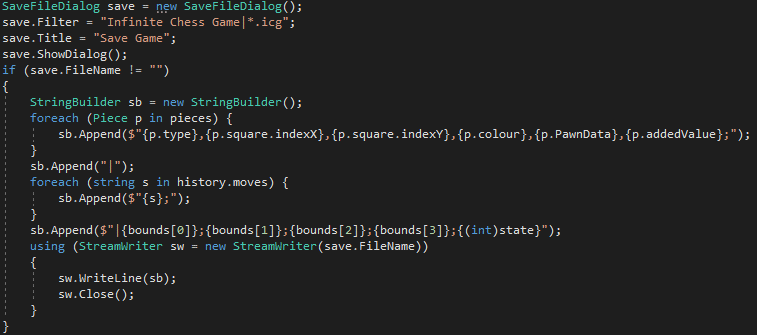 SaveFileDialog save = new SaveFileDialog();
save.Filter = "Infinite Chess Game|*.icg";
save.Title = "Save Game";
save.ShowDialog();
if (save.FileName != "")
{
    StringBuilder sb = new StringBuilder();
    foreach (Piece p in pieces) {
        sb.Append($"{p.type},{p.square.indexX},{p.square.indexY},{p.colour},{p.PawnData},{p.addedValue};");
    }
    sb.Append("|");
    foreach (string s in history.moves) {
        sb.Append($"{s};");
    }
    sb.Append($"|{bounds[0]};{bounds[1]};{bounds[2]};{bounds[3]};{(int)state}");
    using (StreamWriter sw = new StreamWriter(save.FileName))
    {
        sw.WriteLine(sb);
        sw.Close();
    }
}